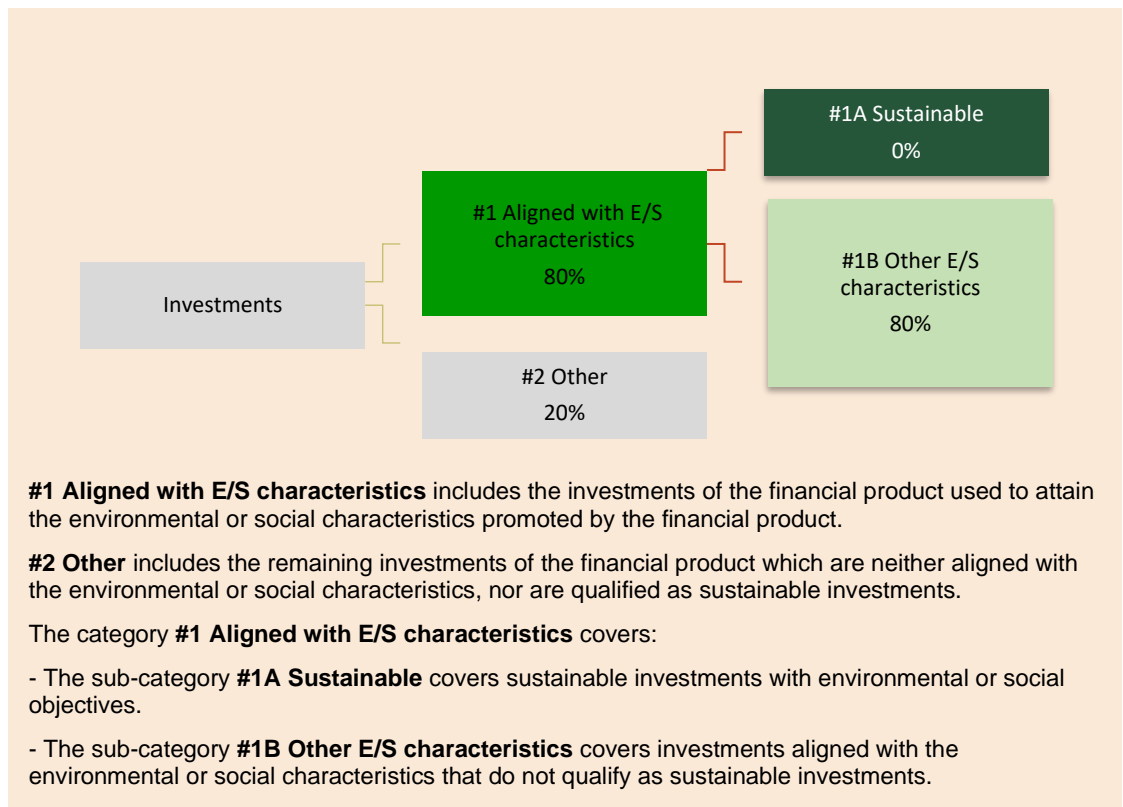 #1A Sustainable
0%
#1 Aligned with E/S
characteristics
80%
#1B Other E/S
characteristics
80%
Investments
#2 Other
20%
#1 Aligned with E/S characteristics includes the investments of the financial product used to attain
the environmental or social characteristics promoted by the financial product.
#2 Other includes the remaining investments of the financial product which are neither aligned with
the environmental or social characteristics, nor are qualified as sustainable investments.
The category #1 Aligned with E/S characteristics covers:
- The sub-category #1A Sustainable covers sustainable investments with environmental or social
objectives.
- The sub-category #1B Other E/S characteristics covers investments aligned with the
environmental or social characteristics that do not qualify as sustainable investments.